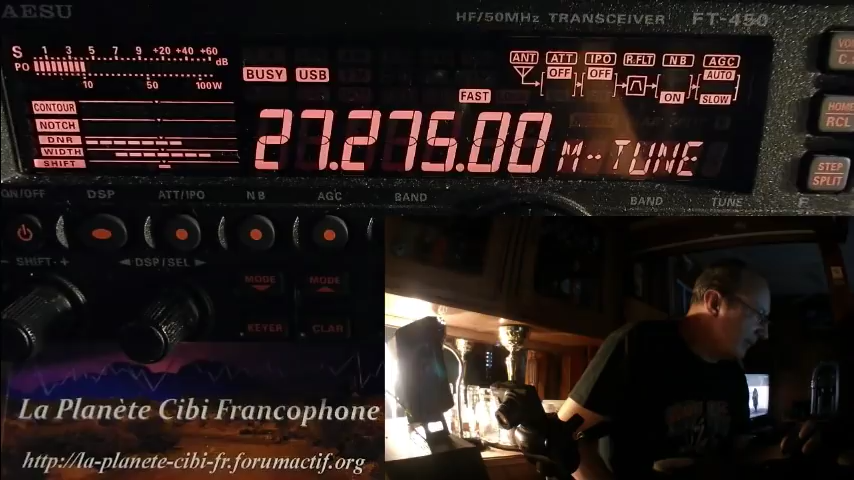 AESU
HF/50MHz TRANSCEIVER FT-450
S 1 3 5 7 9 +20 +40 +60 dB
PO 10 50 100W
BUSY USB
FAST
ANT ATT IPO R.FLT NB AGC
OFF OFF AUTO
ON SLOW
CONTOUR
NOTCH
DNR
WIDTH
SHIFT
27.275.00 M-TUNE
HOME
RCL
STEP
SPLIT
ON/OFF DSP ATT/IPO NB AGC BAND BAND TUNE F
SHIFT + ◄DSP/SEL►
MODE MODE
KEYER CLAR
La Planète Cibi Francophone
http://la-planete-cibi-fr.forumactif.org